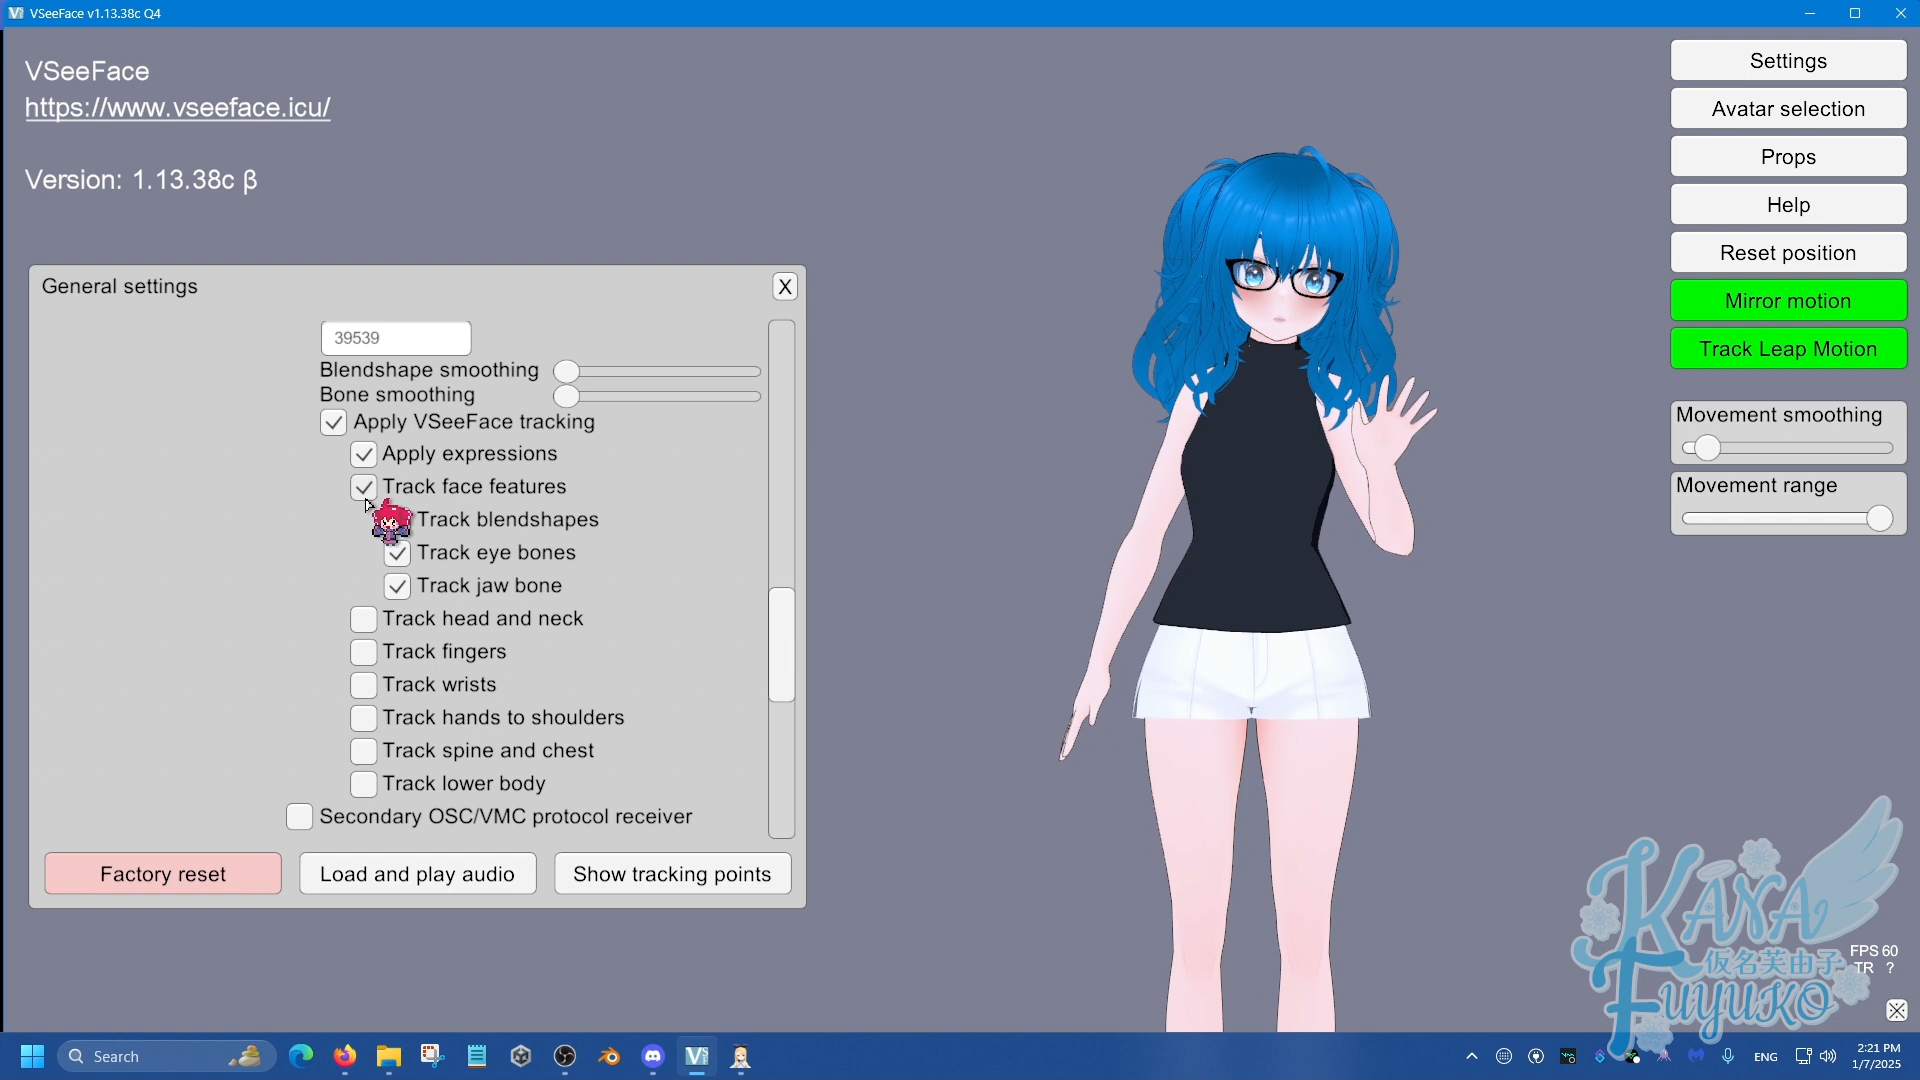 VSeeFace v1.13.38c Q4
VSeeFace
https://www.vseeface.icu/
Version: 1.13.38c β
General settings
X
39539
Blendshape smoothing
Bone smoothing
Apply VSeeFace tracking
Apply expressions
Track face features
Track blendshapes
Track eye bones
Track jaw bone
Track head and neck
Track fingers
Track wrists
Track hands to shoulders
Track spine and chest
Track lower body
Secondary OSC/VMC protocol receiver
Factory reset
Load and play audio
Show tracking points
Settings
Avatar selection
Props
Help
Reset position
Mirror motion
Track Leap Motion
Movement smoothing
Movement range
KANA
仮名芙由子
FUYUKO
FPS 60
TR ?
Search
ENG
2:21 PM
1/7/2025